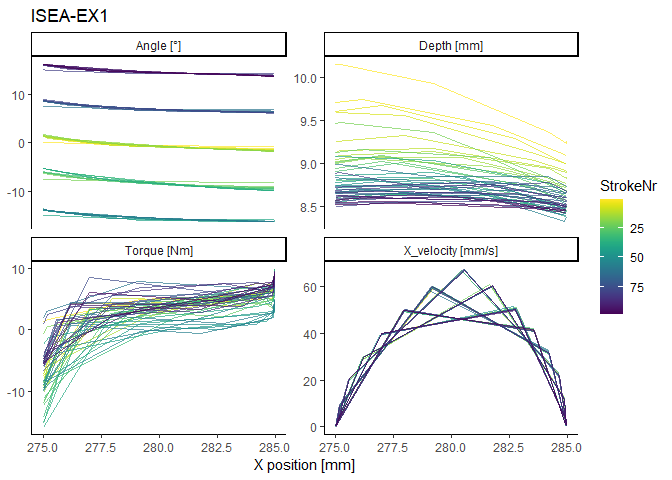 ISEA-EX1
Angle [°]
Depth [mm]
10
0
-10
10.0
9.5
9.0
8.5
Torque [Nm]
X_velocity [mm/s]
10
0
-10
60
40
20
0
275.0 277.5 280.0 282.5 285.0
275.0 277.5 280.0 282.5 285.0
X position [mm]
StrokeNr
25
50
75